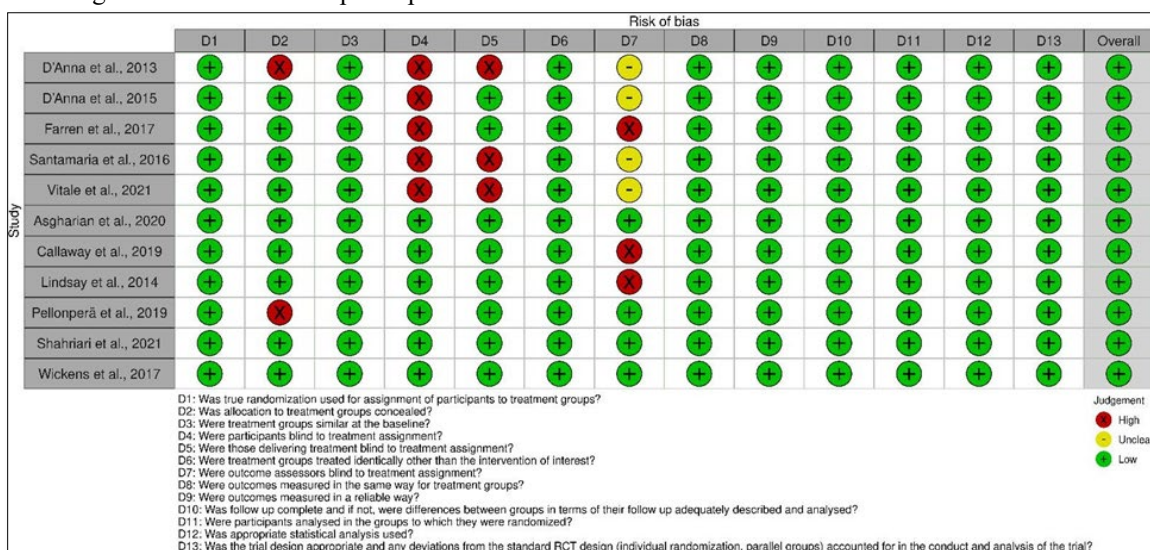 Risk of bias
D1 D2 D3 D4 D5 D6 D7 D8 D9 D10 D11 D12 D13 Overall
Study
D'Anna et al., 2013 + X + X X + - + + + + + + +
D'Anna et al., 2015 + + + X + + - + + + + + + +
Farren et al., 2017 + + + X + + X + + + + + + +
Santamaria et al., 2016 + + + X X + - + + + + + + +
Vitale et al., 2021 + + + X X + - + + + + + + +
Asgharian et al., 2020 + + + + + + + + + + + + + +
Callaway et al., 2019 + + + + + + X + + + + + + +
Lindsay et al., 2014 + + + + + + X + + + + + + +
Pellonperä et al., 2019 + X + + + + + + + + + + + +
Shahriari et al., 2021 + + + + + + + + + + + + + +
Wickens et al., 2017 + + + + + + + + + + + + + +
D1: Was true randomization used for assignment of participants to treatment groups?
D2: Was allocation to treatment groups concealed?
D3: Were treatment groups similar at the baseline?
D4: Were participants blind to treatment assignment?
D5: Were those delivering treatment blind to treatment assignment?
D6: Were treatment groups treated identically other than the intervention of interest?
D7: Were outcome assessors blind to treatment assignment?
D8: Were outcomes measured in the same way for treatment groups?
D9: Were outcomes measured in a reliable way?
D10: Was follow up complete and if not, were differences between groups in terms of their follow up adequately described and analysed?
D11: Were participants analysed in the groups to which they were randomized?
D12: Was appropriate statistical analysis used?
D13: Was the trial design appropriate and any deviations from the standard RCT design (individual randomization, parallel groups) accounted for in the conduct and analysis of the trial?
Judgement
X High
- Unclea
+ Low